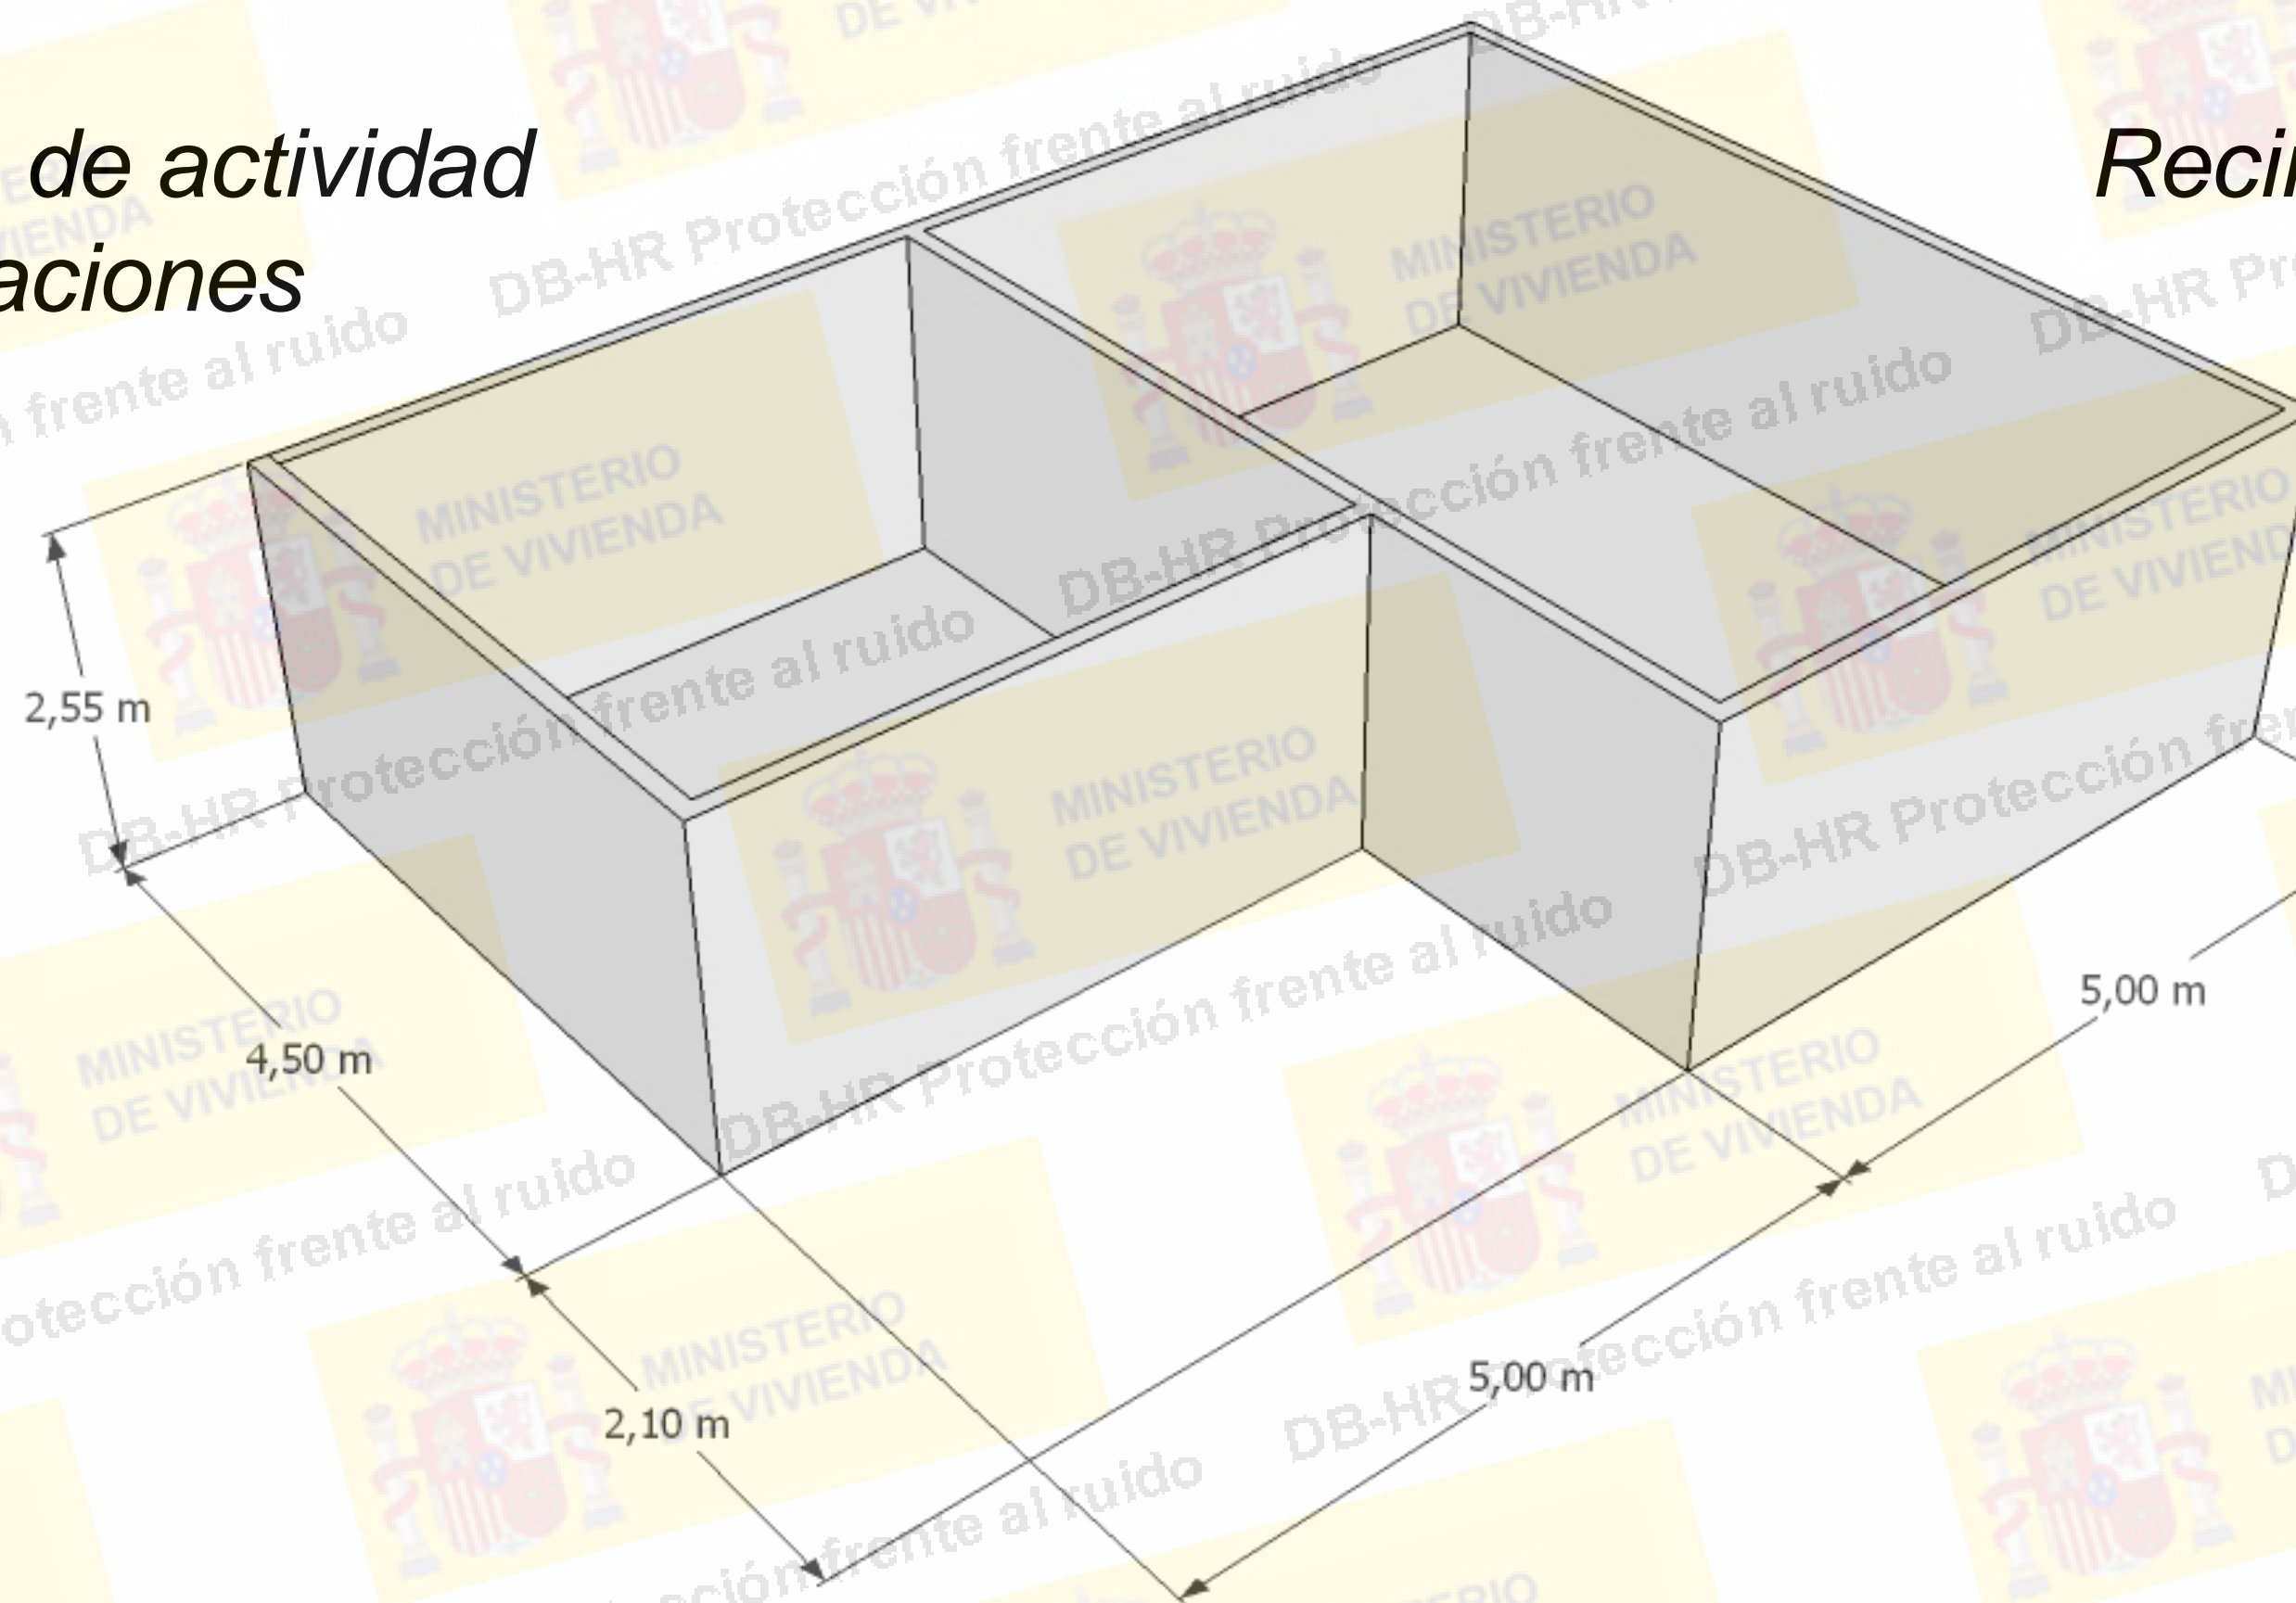 de actividad
aciones
Recin
2,55 m
4,50 m
2,10 m
5,00 m
5,00 m
MINISTERIO
DE VIVIENDA
DB-HR Protección frente al ruido